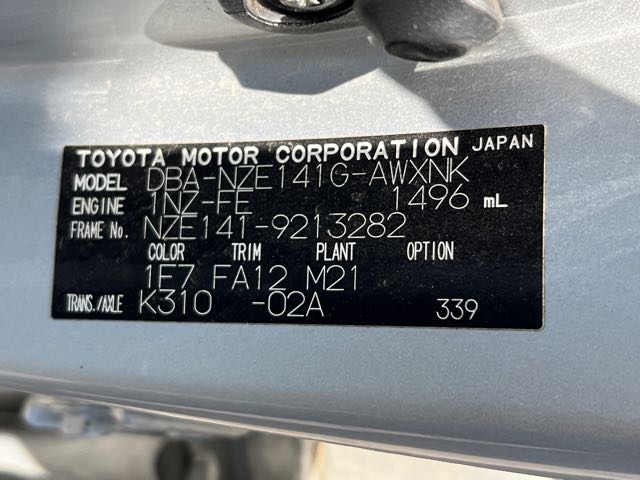 TOYOTA MOTOR CORPORATION JAPAN
MODEL DBA-NZE141G-AWXNK
ENGINE 1NZ-FE 1496 mL
FRAME No. NZE141-9213282
COLOR TRIM PLANT OPTION
1E7 FA12 M21
TRANS./AXLE K310 -02A 339